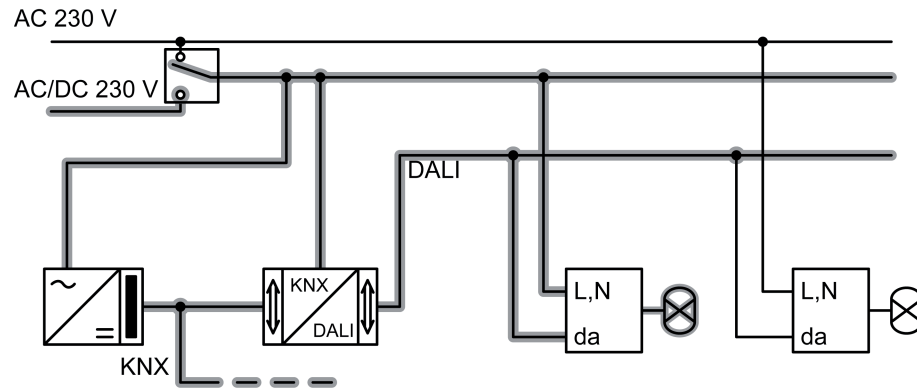 AC 230 V
AC/DC 230 V
DALI
KNX
DALI
L,N
da
L,N
da
KNX